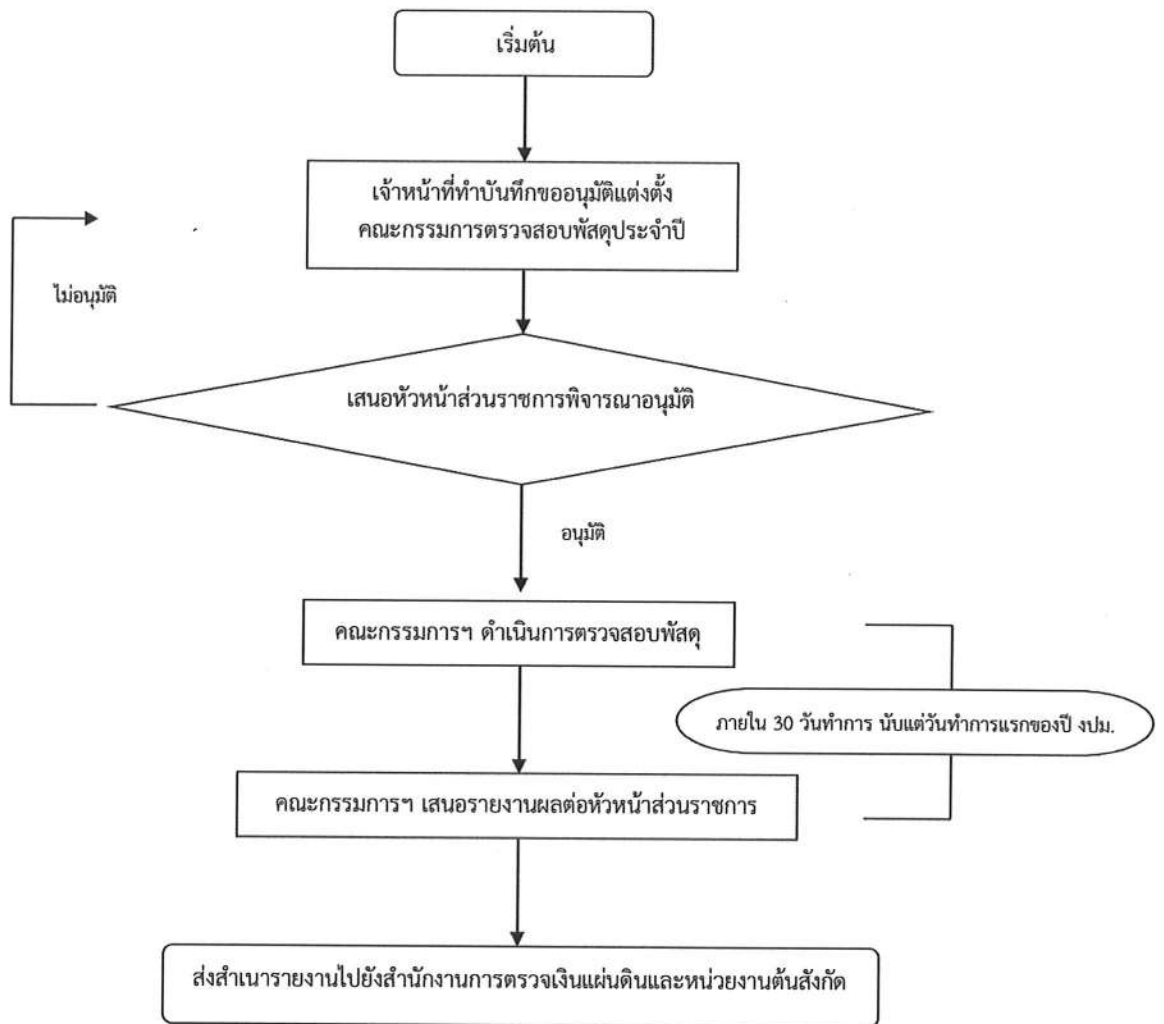 เริ่มต้น
เจ้าหน้าที่ทำบันทึกขออนุมัติแต่งตั้ง
คณะกรรมการตรวจสอบพัสดุประจำปี
ไม่อนุมัติ
เสนอหัวหน้าส่วนราชการพิจารณาอนุมัติ
อนุมัติ
คณะกรรมการฯ ดำเนินการตรวจสอบพัสดุ
ภายใน 30 วันทำการ นับแต่วันทำการแรกของปี งปม.
คณะกรรมการฯ เสนอรายงานผลต่อหัวหน้าส่วนราชการ
ส่งสำเนารายงานไปยังสำนักงานการตรวจเงินแผ่นดินและหน่วยงานต้นสังกัด